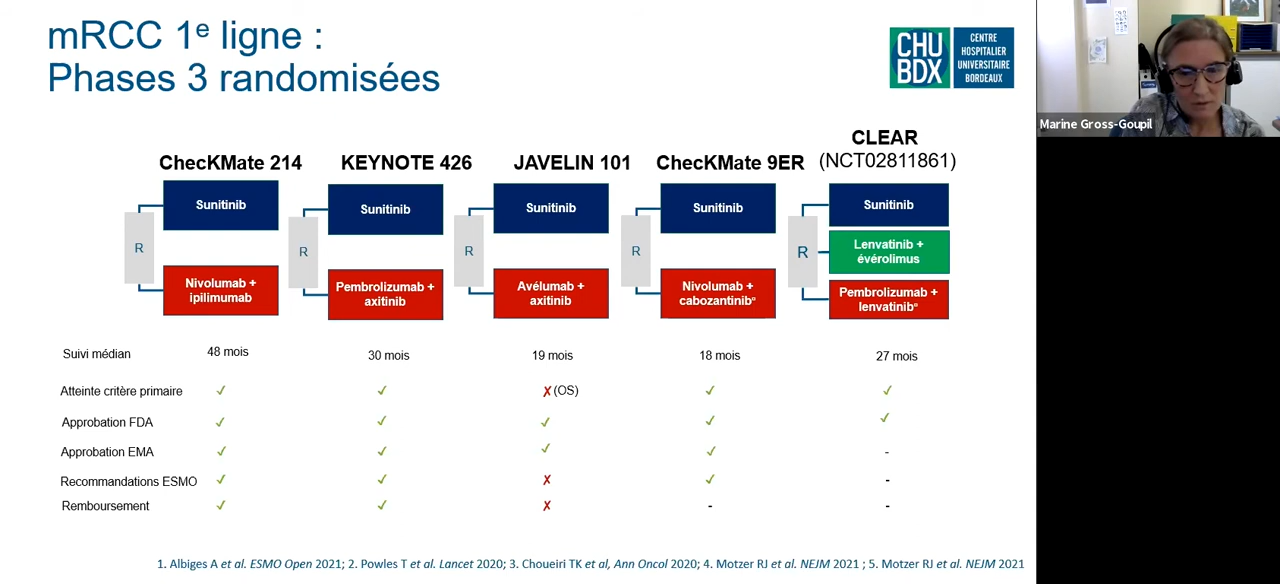 mRCC 1e ligne :
Phases 3 randomisées
CHU BDX
CENTRE HOSPITALIER UNIVERSITAIRE BORDEAUX
Marine Gross-Goupil
ChecKMate 214
KEYNOTE 426
JAVELIN 101
ChecKMate 9ER
CLEAR
(NCT02811861)
R
Sunitinib
Nivolumab +
ipilimumab
R
Sunitinib
Pembrolizumab +
axitinib
R
Sunitinib
Avélumab +
axitinib
R
Sunitinib
Nivolumab +
cabozantinib¤
R
Sunitinib
Lenvatinib +
évérolimus
Pembrolizumab +
lenvatinib¤
Suivi médian 48 mois 30 mois 19 mois 18 mois 27 mois
Atteinte critère primaire ✓ ✓ ✗(OS) ✓ ✓
Approbation FDA ✓ ✓ ✓ ✓ ✓
Approbation EMA ✓ ✓ ✓ ✓ -
Recommandations ESMO ✓ ✓ ✗ ✓ -
Remboursement ✓ ✓ ✗ - -
1. Albiges A et al. ESMO Open 2021; 2. Powles T et al. Lancet 2020; 3. Choueiri TK et al, Ann Oncol 2020; 4. Motzer RJ et al. NEJM 2021 ; 5. Motzer RJ et al. NEJM 2021